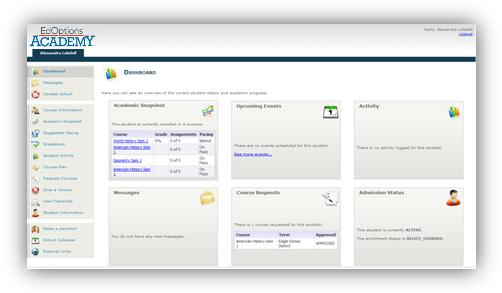 EdOptions
ACADEMY
Hello, Alexandra Lobdell
Logout
Alexandra Lobdell
Dashboard
Messages
Contact School
Course Information
Academic Snapshot
Suggested Pacing
Gradebook
Student Activity
Course Plan
Request Courses
Drop a Course
View Transcript
Student Information
Make a payment
School Calendar
External Links
DASHBOARD
Here you can see an overview of the current student status and academic progress.
Academic Snapshot
This student is currently enrolled in 4 courses.
Course Grade Assignments Pacing
World History Sem 1 0% 0 of 0 Behind
American History Sem 1 0 of 0 On Pace
Geometry Sem 1 0 of 0 On Pace
American History Sem 1 0 of 0 On Pace
Upcoming Events
There are no events scheduled for this student.
See more events...
Activity
There is no activity logged for this student.
Messages
You do not have any new messages.
Course Requests
There is 1 course requested by this student:
Course Term Approved
American History Sem 1 Eagle School District APPROVED
Admission Status
This student is currently ACTIVE.
The enrollment status is SELECT_COURSES.